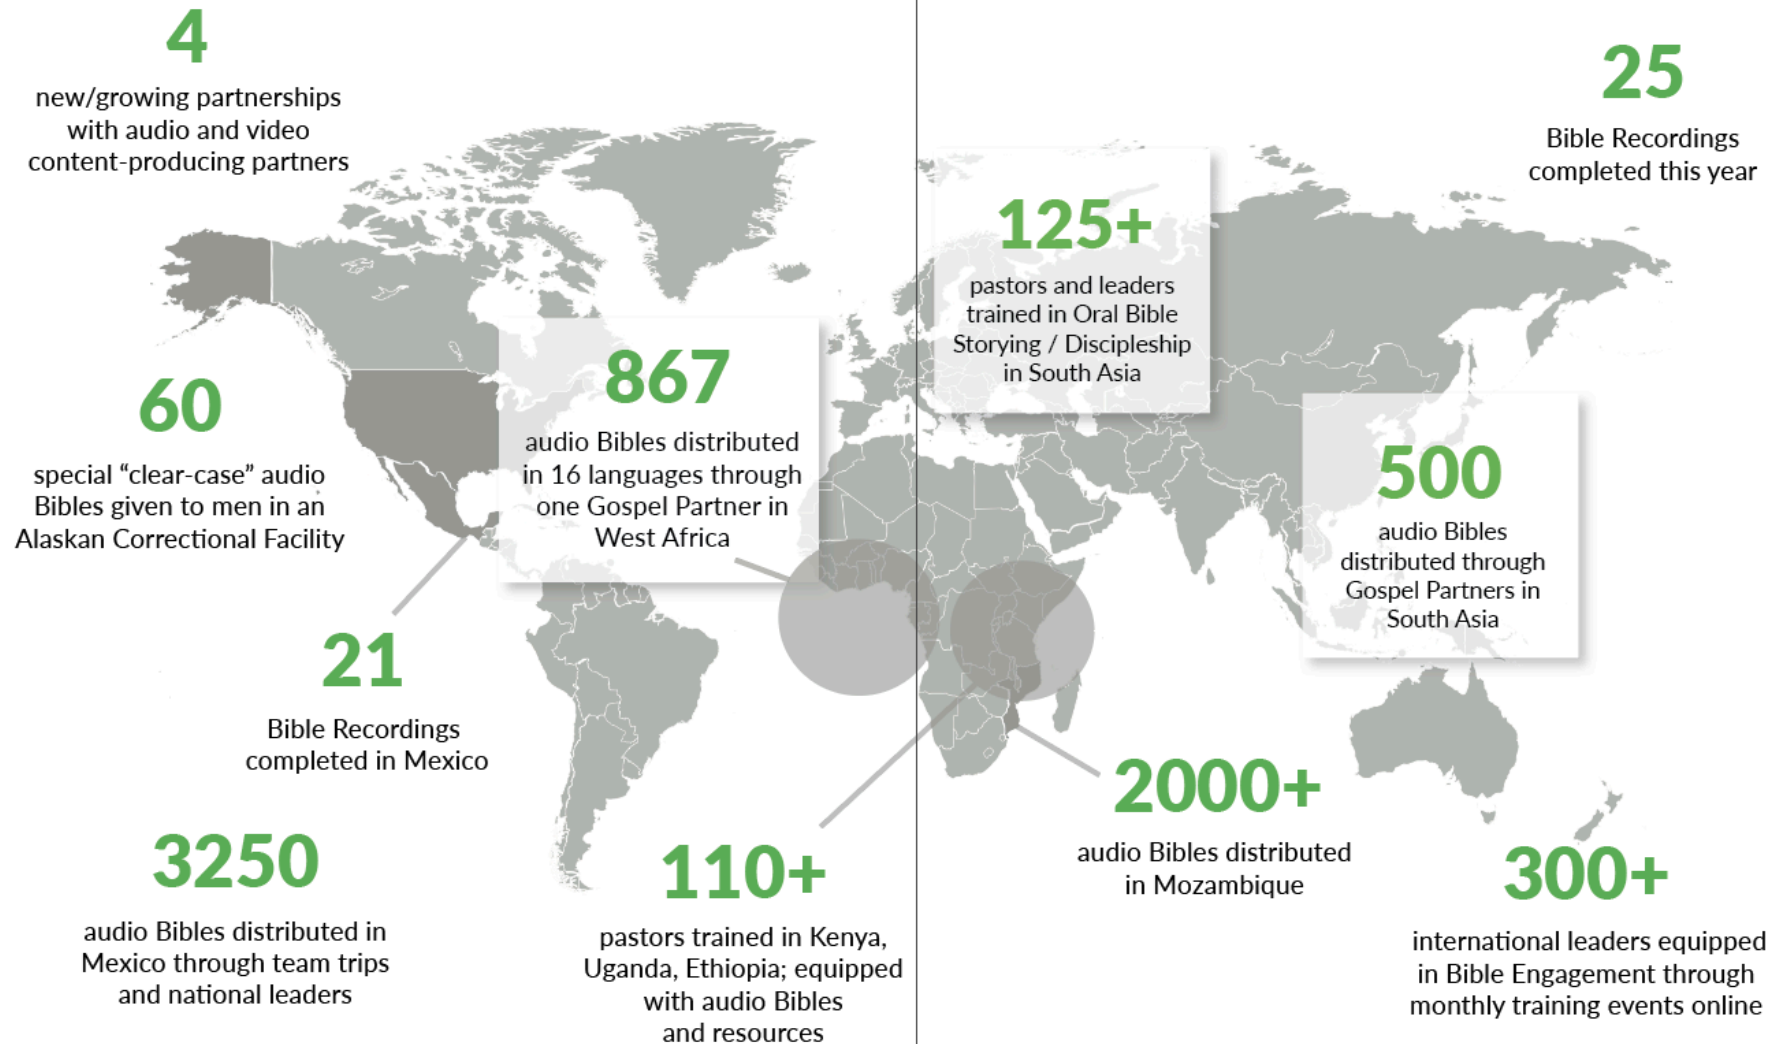 4
new/growing partnerships
with audio and video
content-producing partners
60
special “clear-case” audio
Bibles given to men in an
Alaskan Correctional Facility
867
audio Bibles distributed
in 16 languages through
one Gospel Partner in
West Africa
21
Bible Recordings
completed in Mexico
3250
audio Bibles distributed in
Mexico through team trips
and national leaders
110+
pastors trained in Kenya,
Uganda, Ethiopia; equipped
with audio Bibles
and resources
25
Bible Recordings
completed this year
125+
pastors and leaders
trained in Oral Bible
Storying / Discipleship
in South Asia
500
audio Bibles
distributed through
Gospel Partners in
South Asia
2000+
audio Bibles distributed
in Mozambique
300+
international leaders equipped
in Bible Engagement through
monthly training events online